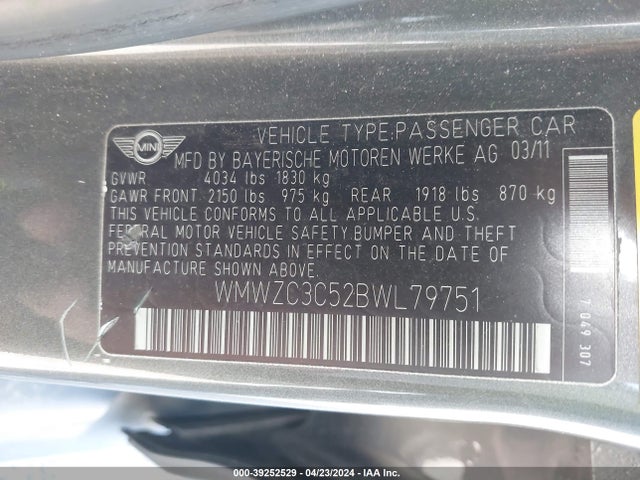 MINI
VEHICLE TYPE:PASSENGER CAR
MFD BY BAYERISCHE MOTOREN WERKE AG 03/11
GVWR 4034 lbs 1830 kg
GAWR FRONT 2150 lbs 975 kg REAR 1918 lbs 870 kg
THIS VEHICLE CONFORMS TO ALL APPLICABLE U.S.
FEDERAL MOTOR VEHICLE SAFETY,BUMPER AND THEFT
PREVENTION STANDARDS IN EFFECT ON THE DATE OF
MANUFACTURE SHOWN ABOVE.
WMWZC3C52BWL79751
7 049 307
000-39252529 - 04/23/2024 - IAA Inc.